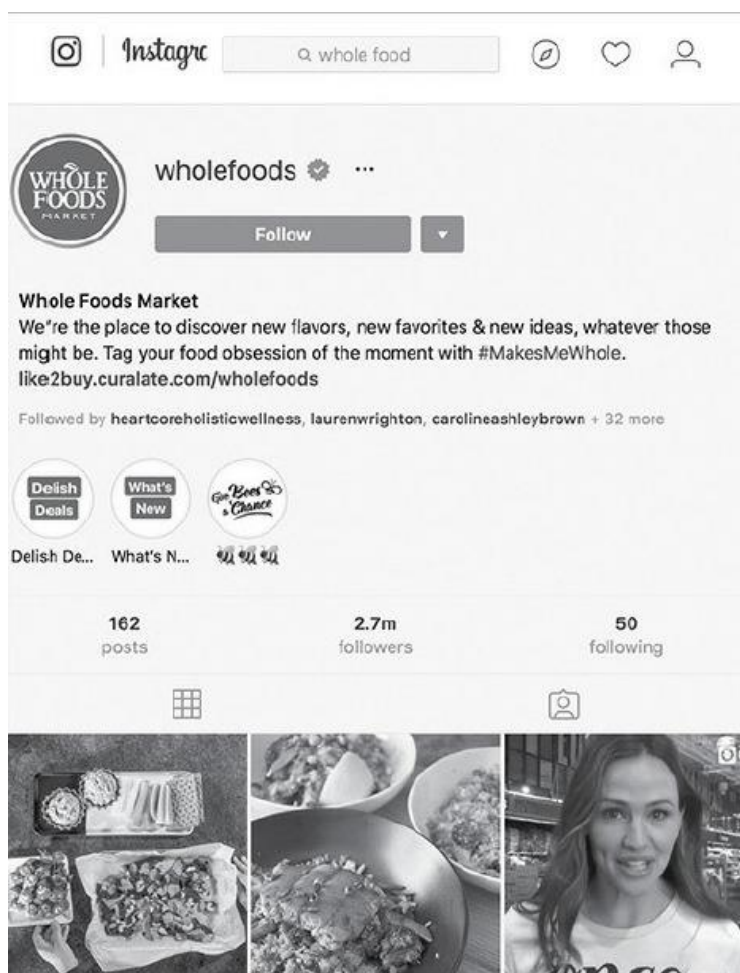 Instagr
whole food
WHOLE
FOODS
MARKET
wholefoods
Follow
Whole Foods Market
We"re the place to discover new flavors, new favorites & new ideas, whatever those
might be. Tag your food obsession of the moment with #MakesMeWhole.
like2buy.curalate.com/wholefoods
Followed by heartcoreholisticwellness, laurenwrighton, carolineashleybrown + 32 more
Delish
Deals
What's
New
Give Bees
a Chance
Delish De... What's N...
162 2.7m 50
posts followers following